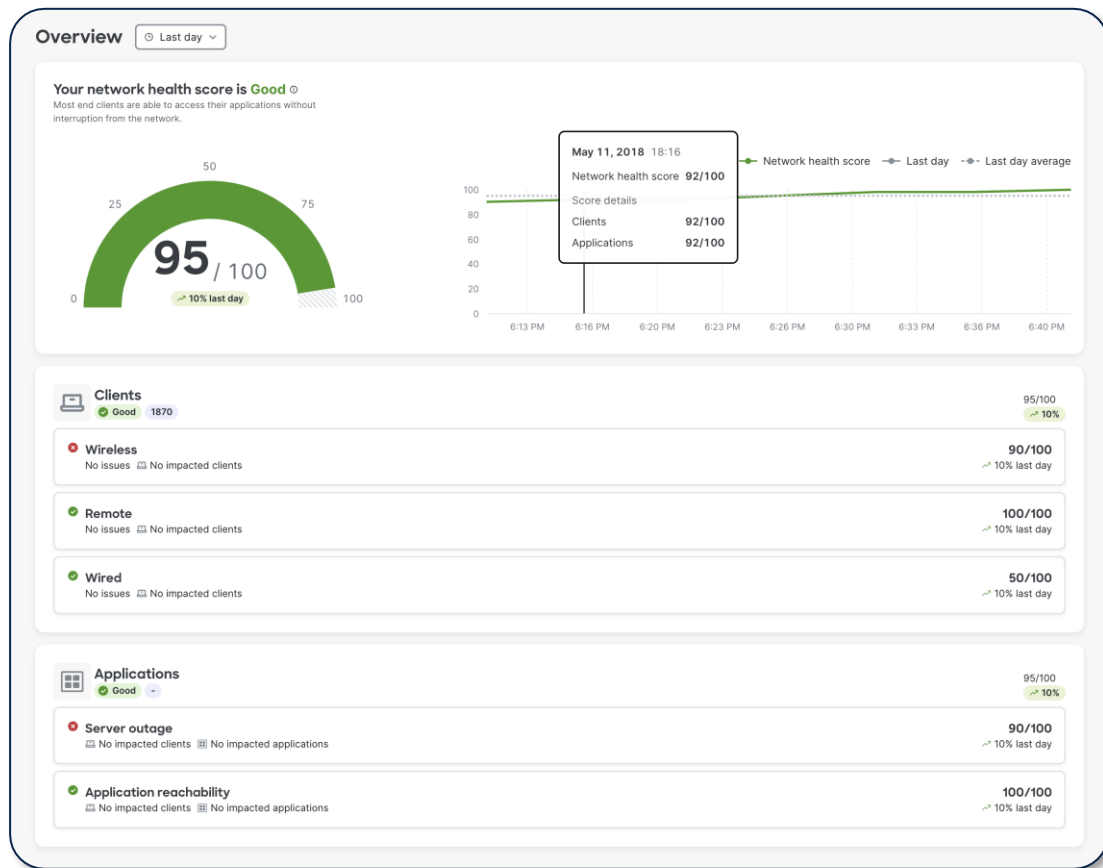 Overview Last day
Your network health score is Good
Most end clients are able to access their applications without
interruption from the network.
0
25
50
75
100
95 / 100
10% last day
Network health score Last day Last day average
May 11, 2018 18:16
Network health score 92/100
Score details
Clients 92/100
Applications 92/100
100
80
60
40
20
0
6:13 PM 6:16 PM 6:20 PM 6:23 PM 6:26 PM 6:30 PM 6:33 PM 6:36 PM 6:40 PM
Clients
Good 1870
95/100
10%
Wireless 90/100
No issues No impacted clients 10% last day
Remote 100/100
No issues No impacted clients 10% last day
Wired 50/100
No issues No impacted clients 10% last day
Applications
Good -
95/100
10%
Server outage 90/100
No impacted clients No impacted applications 10% last day
Application reachability 100/100
No impacted clients No impacted applications 10% last day